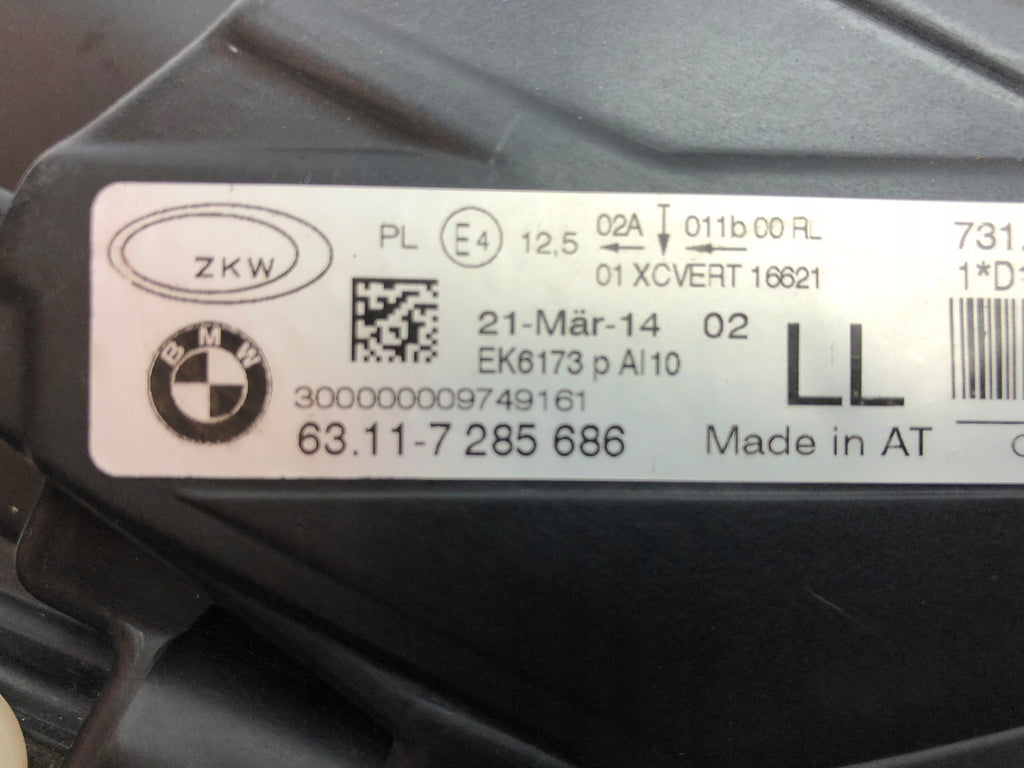 ZKW
PL E4 12,5 02A 011b 00 RL
01 XCVERT 16621
731.
1*D
BMW
21-Mär-14 02
EK6173 p AI10
LL
300000009749161
63.11-7 285 686
Made in AT